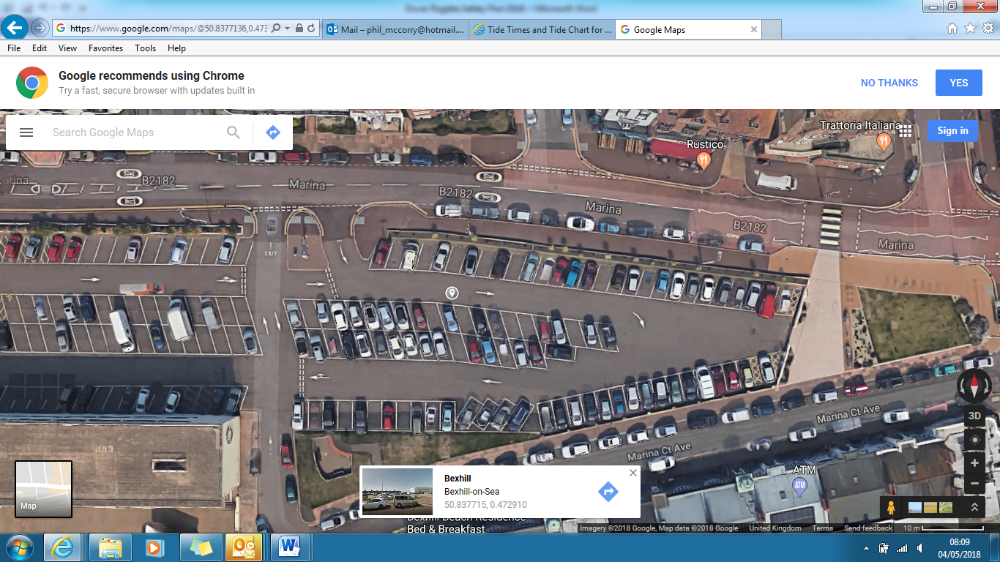 Dover Regatta Safety Plan 2018 - Microsoft Word
https://www.google.com/maps/@50.8377136,0.473
Mail – phil_mccorry@hotmail....
Tide Times and Tide Chart for ...
Google Maps
File Edit View Favorites Tools Help
Google recommends using Chrome
Try a fast, secure browser with updates built in
NO THANKS
YES
Search Google Maps
Sign in
Trattoria Italiana
Rustico
arina
B2182
Marina
B2182
Marina
B2182
Marina
EXIT
3D
Marina Ct Ave
Marina Ct Ave
ATM
ATM
Map
Bexhill
Bexhill-on-Sea
50.837715, 0.472910
Bexhill Beach Residence
Bed & Breakfast
Imagery ©2018 Google, Map data ©2018 Google United Kingdom Terms Send feedback 10 m
08:09
04/05/2018